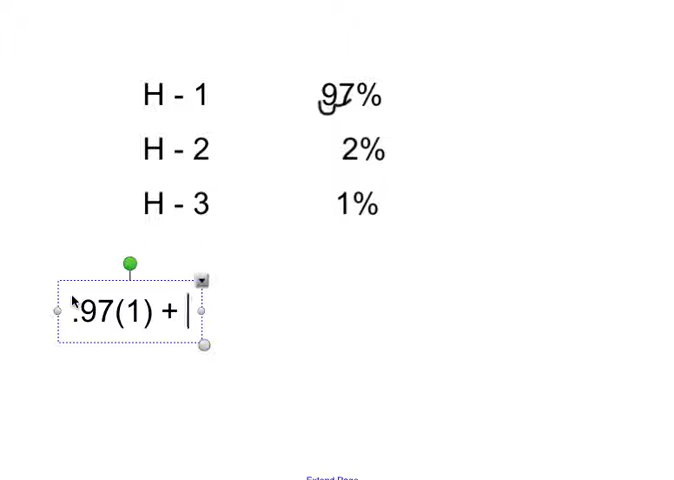 H - 1 97%
H - 2 2%
H - 3 1%
.97(1) +
Extend Page